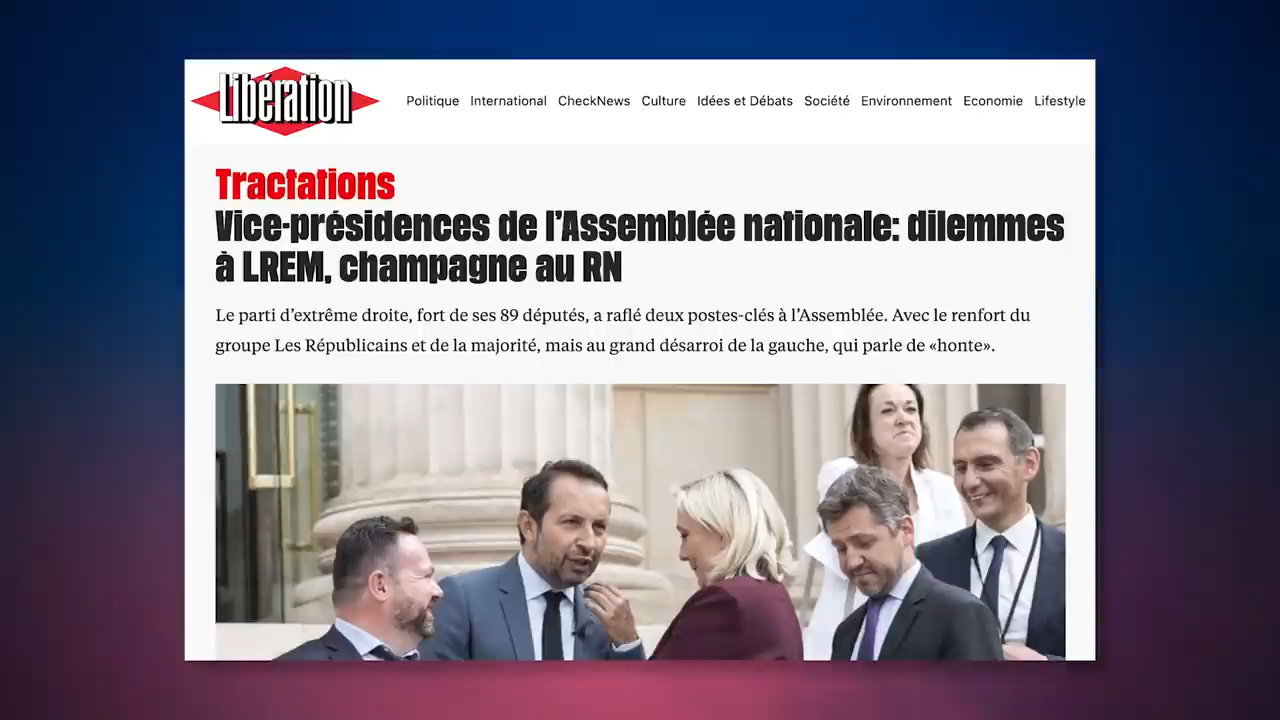 Libération
Politique International CheckNews Culture Idées et Débats Société Environnement Economie Lifestyle
Tractations
Vice-présidences de l'Assemblée nationale: dilemmes
à LREM, champagne au RN
Le parti d'extrême droite, fort de ses 89 députés, a raflé deux postes-clés à l'Assemblée. Avec le renfort du
groupe Les Républicains et de la majorité, mais au grand désarroi de la gauche, qui parle de «honte».